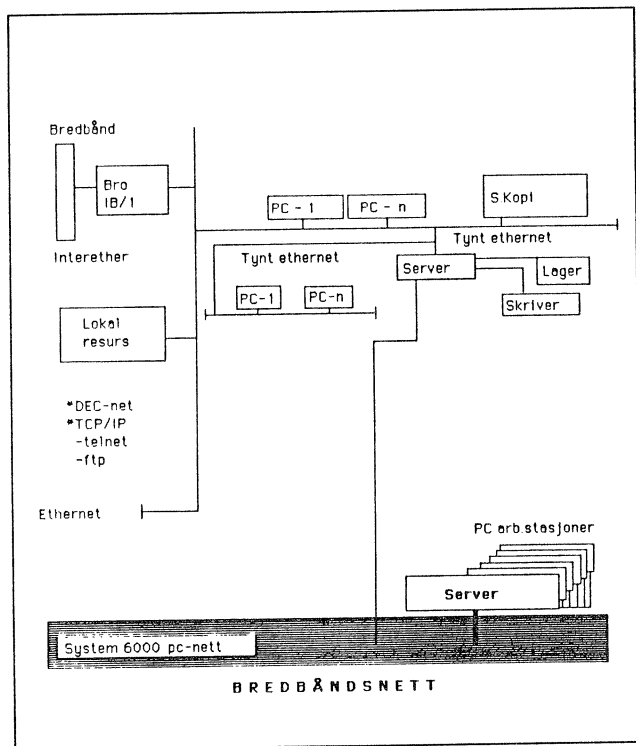 Bredbånd
Bro
IB/1
Interether
PC - 1
PC - n
S.Kopi
Tynt ethernet
Tynt ethernet
Server
Lager
Skriver
PC-1
PC-n
Lokal
resurs
*DEC-net
*TCP/IP
-telnet
-ftp
Ethernet
PC arb.stasjoner
Server
System 6000 pc-nett
BREDBÅNDSNETT